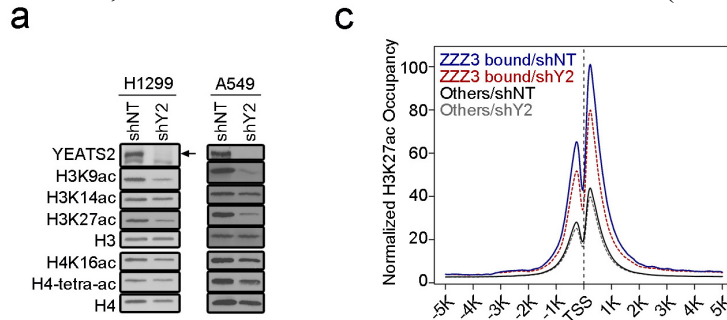 a
H1299 A549
shNT shY2 shNT shY2
YEATS2
H3K9ac
H3K14ac
H3K27ac
H3
H4K16ac
H4-tetra-ac
H4
c
Normalized H3K27ac Occupancy
ZZZ3 bound/shNT
ZZZ3 bound/shY2
Others/shNT
Others/shY2
100
80
60
40
20
0
-5K -4K -3K -2K -1K TSS 1K 2K 3K 4K 5K